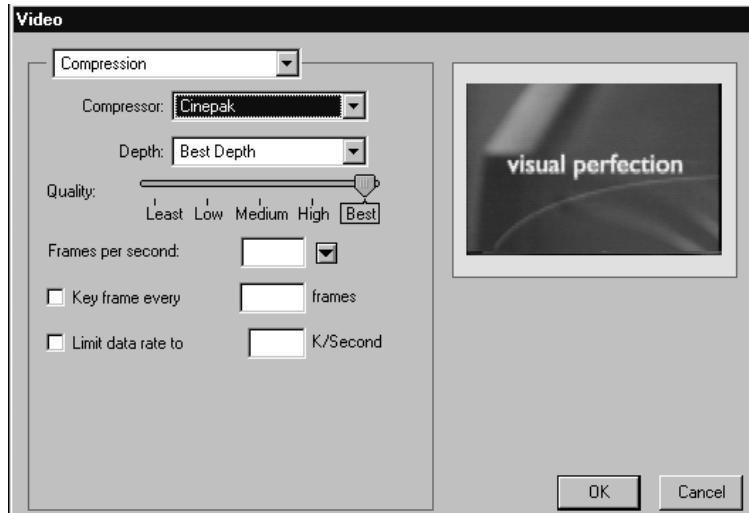 Video
Compression
Compressor: Cinepak
Depth: Best Depth
Quality:
Least Low Medium High Best
Frames per second:
Key frame every frames
Limit data rate to K/Second
visual perfection
OK Cancel